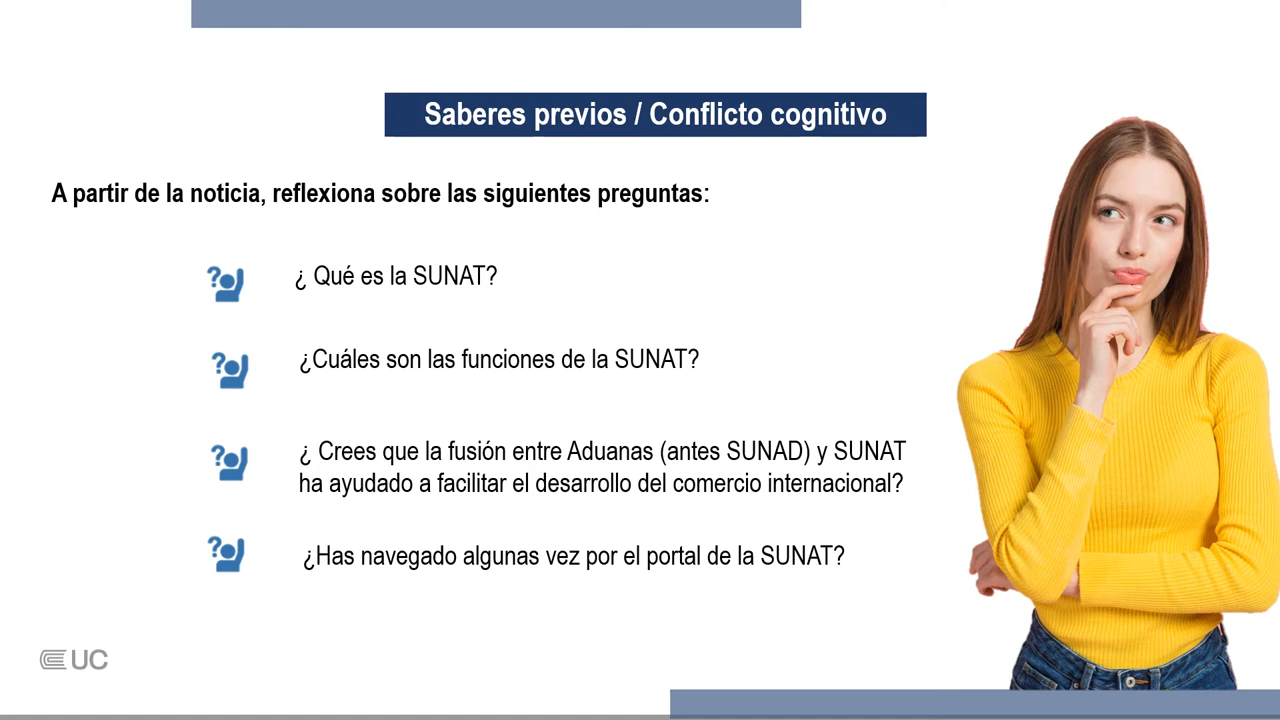 Saberes previos / Conflicto cognitivo
A partir de la noticia, reflexiona sobre las siguientes preguntas:
¿ Qué es la SUNAT?
¿Cuáles son las funciones de la SUNAT?
¿ Crees que la fusión entre Aduanas (antes SUNAD) y SUNAT
ha ayudado a facilitar el desarrollo del comercio internacional?
¿Has navegado algunas vez por el portal de la SUNAT?
UC